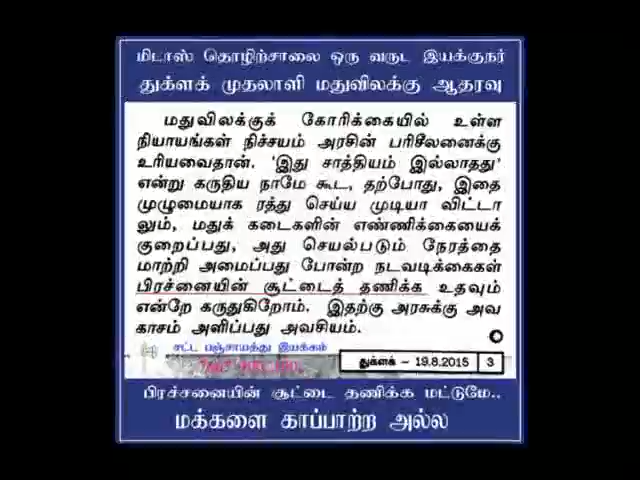 மிடாஸ் தொழிற்சாலை ஒரு வருட இயக்குநர்
துக்ளக் முதலாளி மதுவிலக்கு ஆதரவு
மதுவிலக்குக் கோரிக்கையில் உள்ள
நியாயங்கள் நிச்சயம் அரசின் பரிசீலனைக்கு
உரியவைதான். 'இது சாத்தியம் இல்லாதது'
என்று கருதிய நாமே கூட, தற்போது, இதை
முழுமையாக ரத்து செய்ய முடியா விட்டா
லும், மதுக் கடைகளின் எண்ணிக்கையைக்
குறைப்பது, அது செயல்படும் நேரத்தை
மாற்றி அமைப்பது போன்ற நடவடிக்கைகள்
பிரச்னையின் சூட்டைத் தணிக்க உதவும்
என்றே கருதுகிறோம். இதற்கு அரசுக்கு அவ
காசம் அளிப்பது அவசியம்.
சட்ட பஞ்சாயத்து இயக்கம்
துக்ளக் - 19.8.2015 3
பிரச்சனையின் சூட்டை தணிக்க மட்டுமே..
மக்களை காப்பாற்ற அல்ல